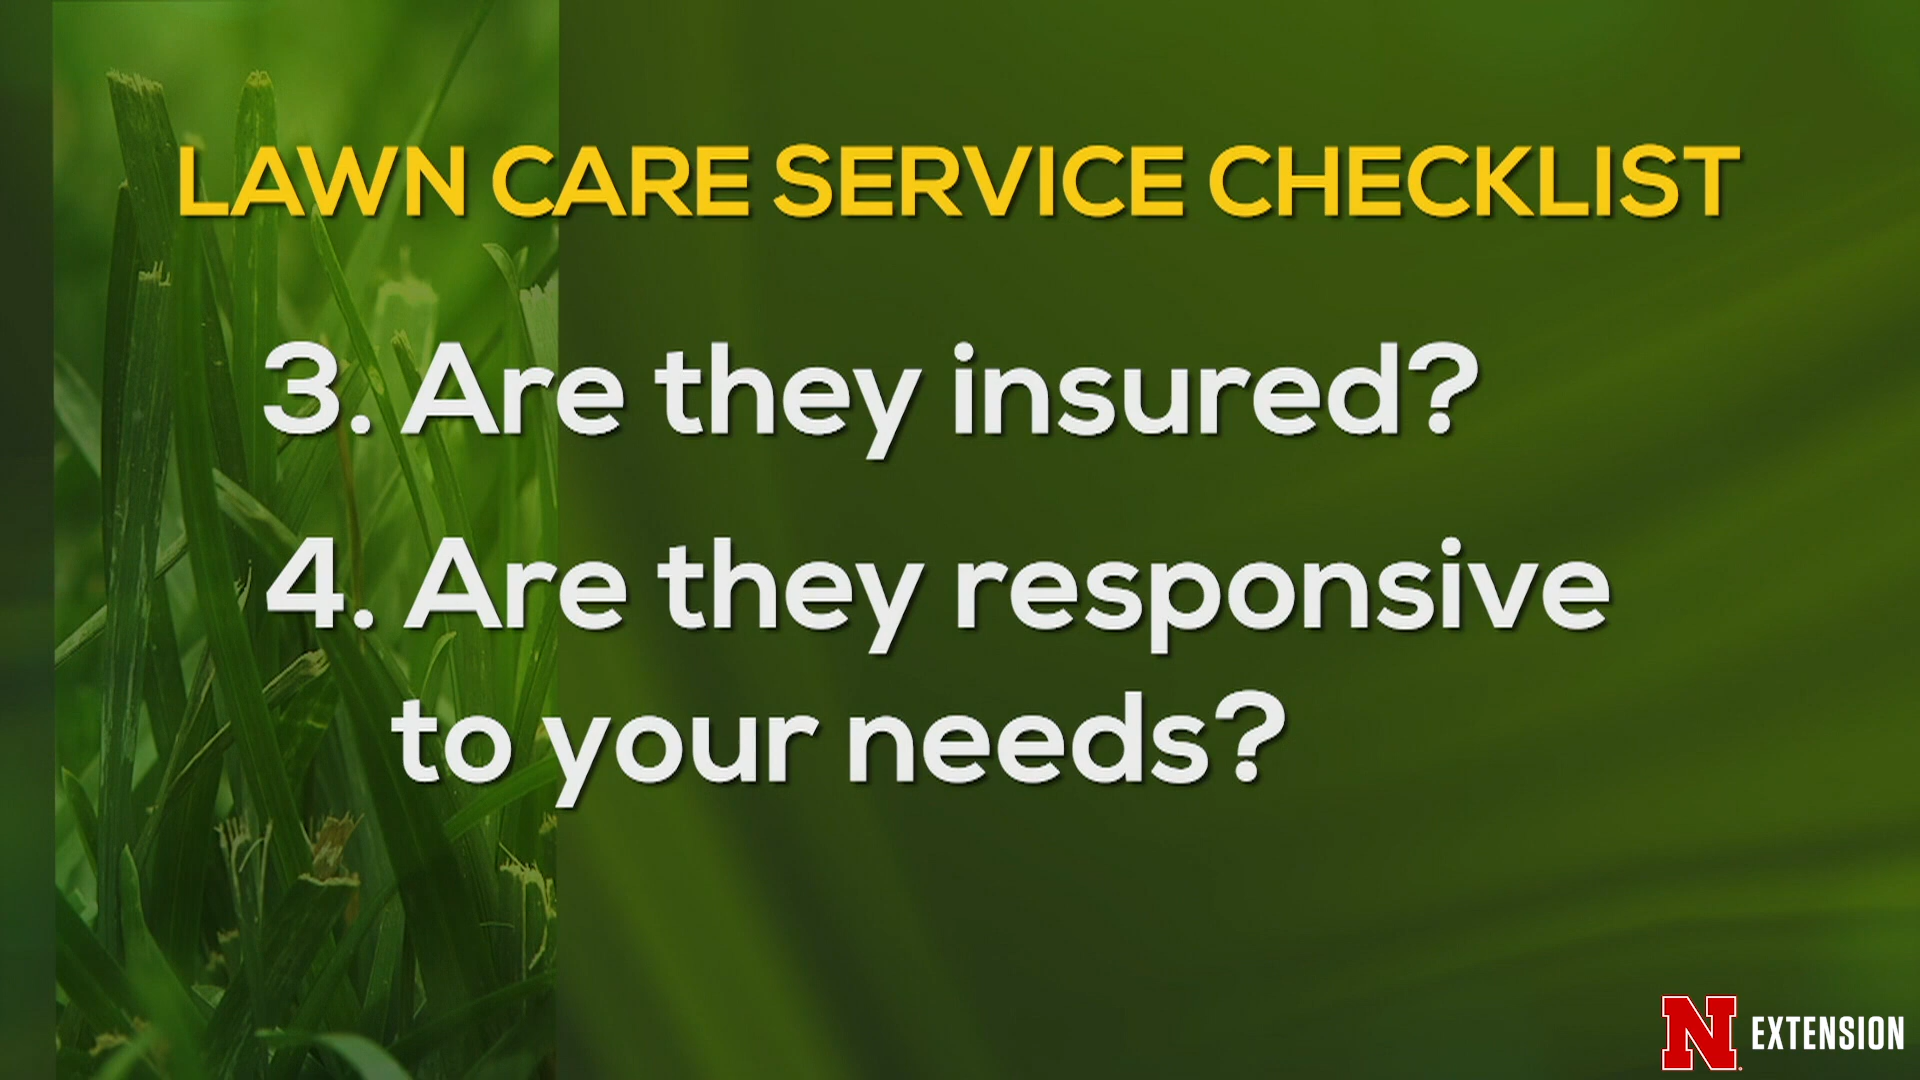 LAWN CARE SERVICE CHECKLIST
3. Are they insured?
4. Are they responsive
to your needs?
N EXTENSION